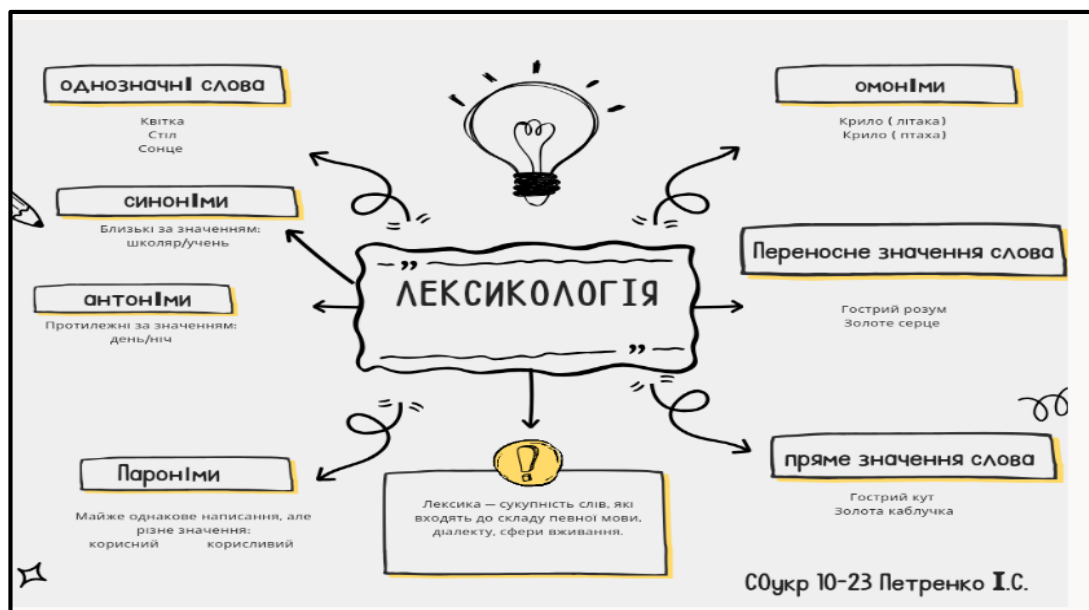 однозначні слова
Квітка
Стіл
Сонце
синоніми
Близькі за значенням:
школяр/учень
антоніми
Протилежні за значенням:
день/ніч
Пароніми
Майже однакове написання, але
різне значення:
корисний корисливий
” ЛЕКСИКОЛОГІЯ ”
!
Лексика — сукупність слів, які
входять до складу певної мови,
діалекту, сфери вживання.
омоніми
Крило ( літака)
Крило ( птаха)
Переносне значення слова
Гострий розум
Золоте серце
пряме значення слова
Гострий кут
Золота каблучка
СОукр 10-23 Петренко І.С.